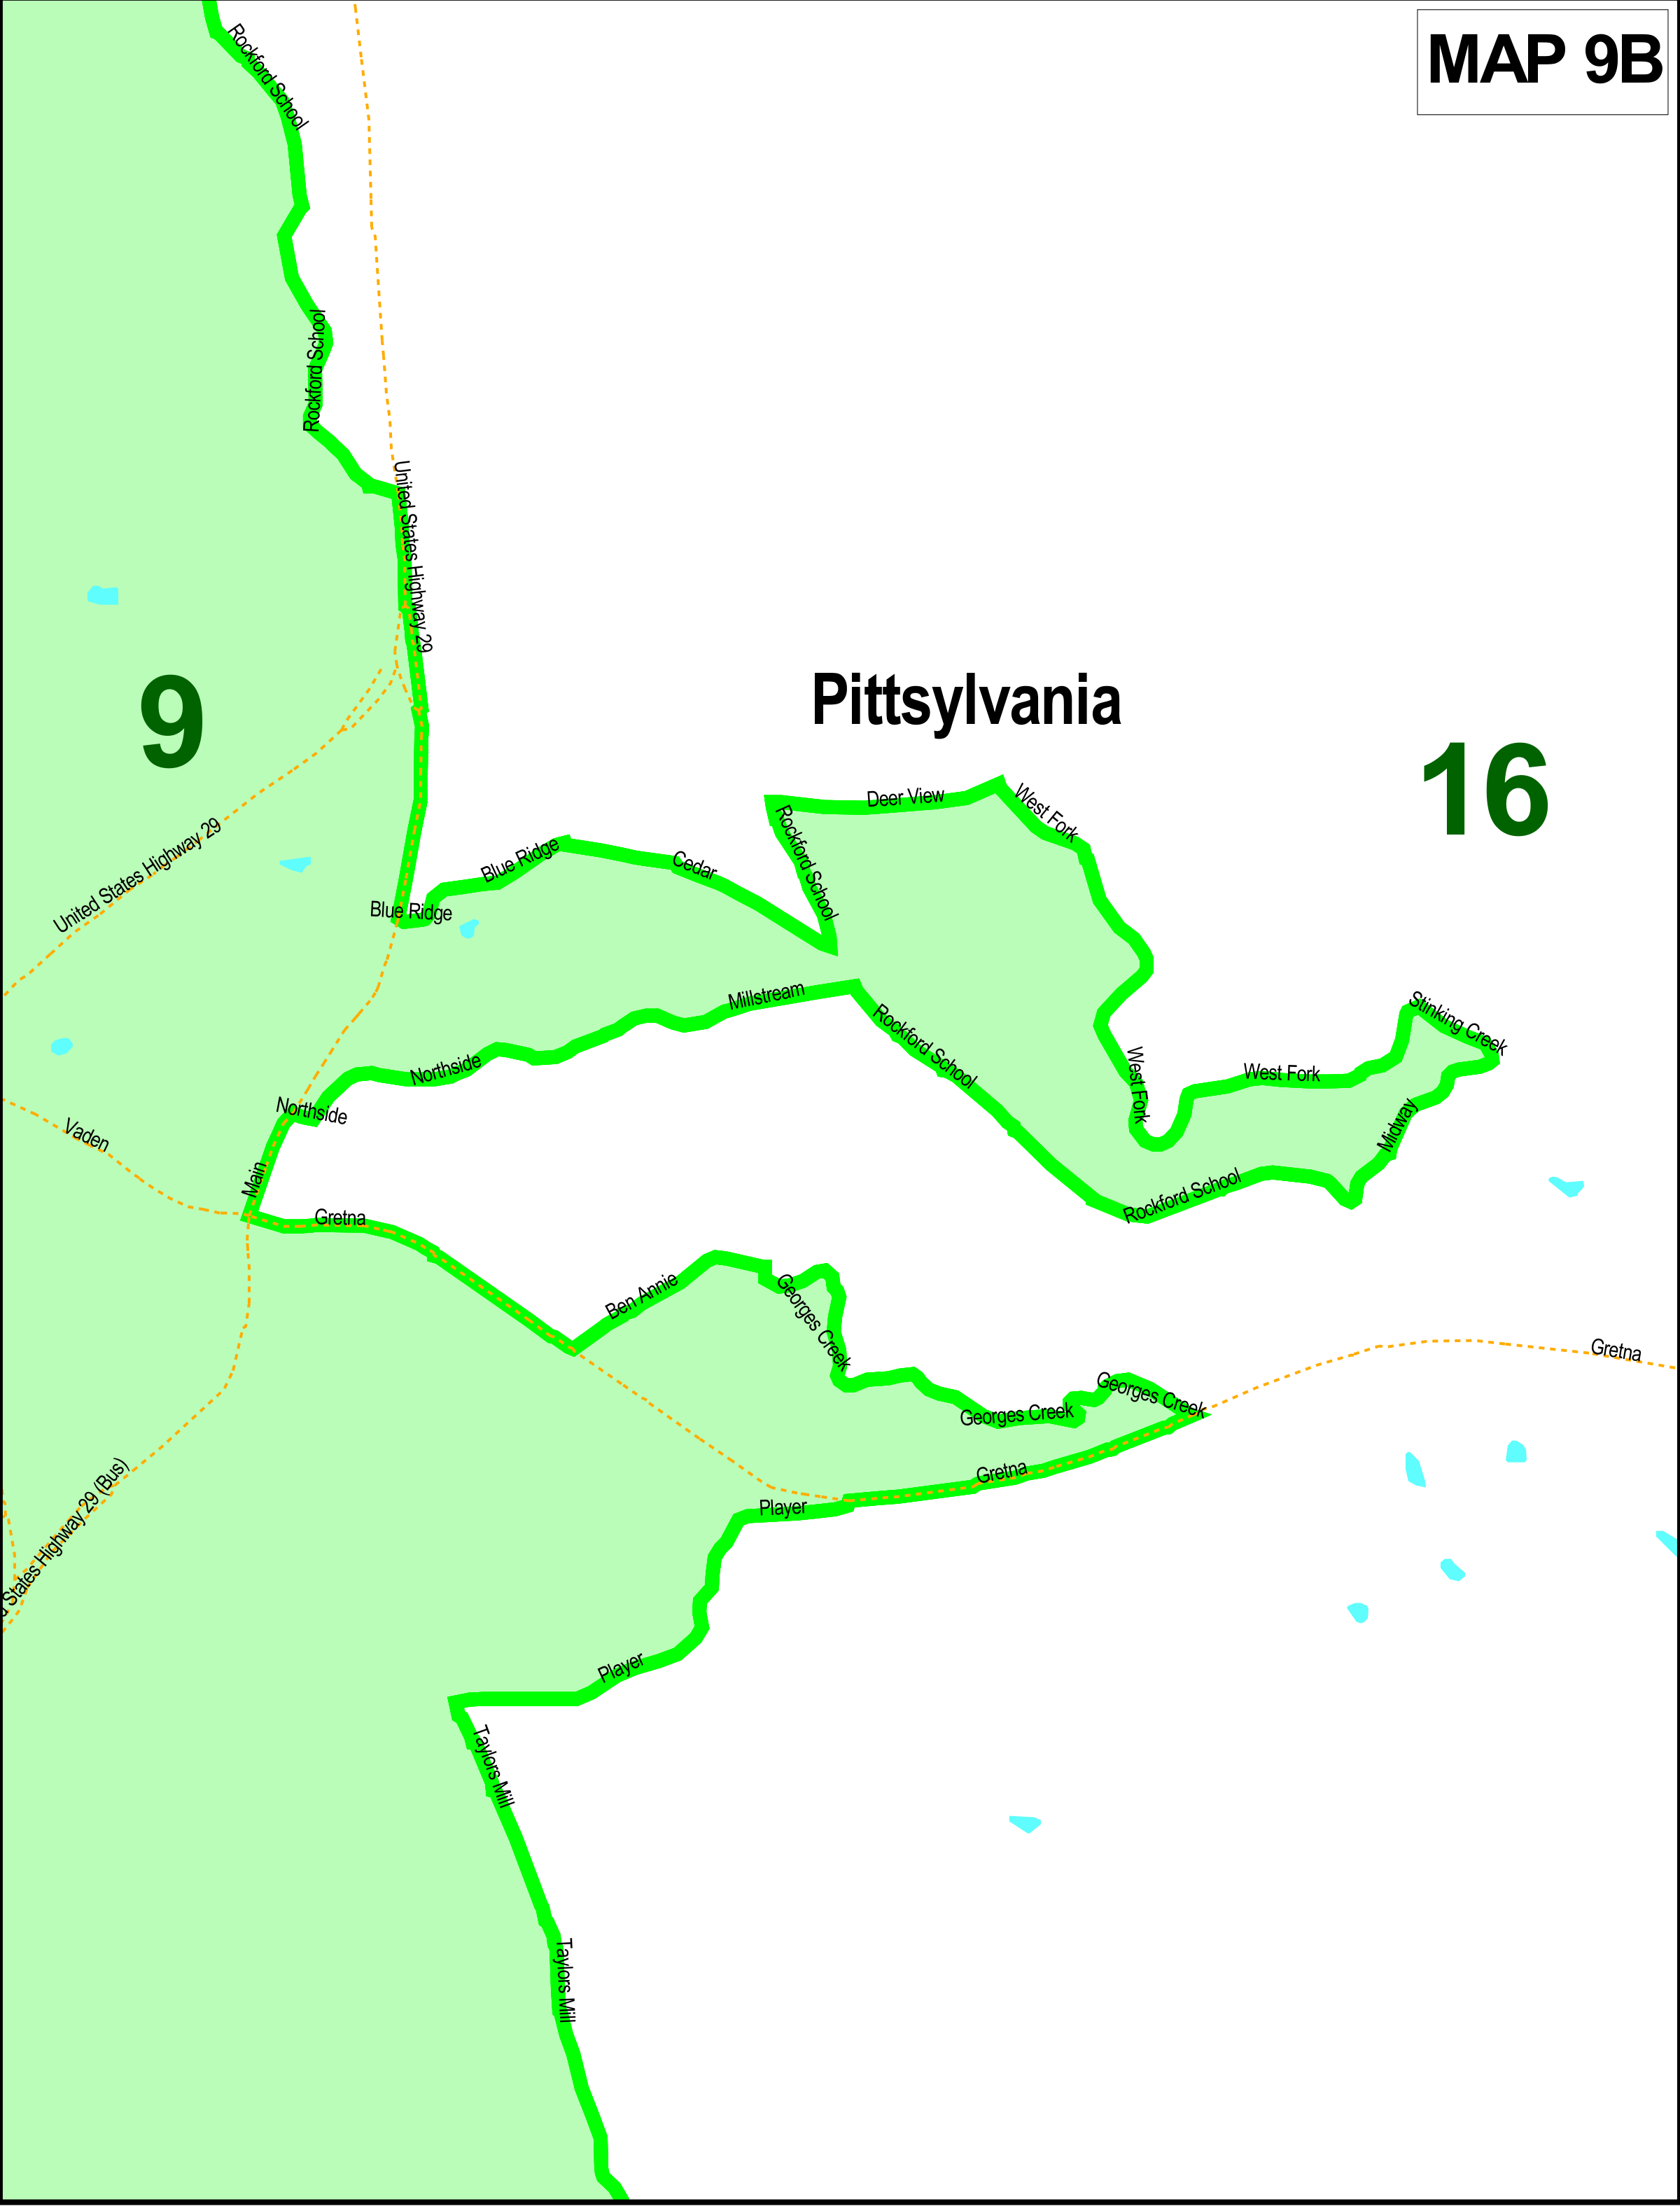 MAP 9B
Rockford School
Rockford School
United States Highway 29
9
Pittsylvania
16
Deer View
West Fork
Rockford School
United States Highway 29
Blue Ridge
Cedar
Blue Ridge
Millstream
Rockford School
Stinking Creek
Northside
West Fork
West Fork
Northside
Midway
Vaden
Main
Rockford School
Gretna
Ben Annie
Georges Creek
Gretna
Georges Creek
Georges Creek
Gretna
Player
States Highway 29 (Bus)
Player
Taylors Mill
Taylors Mill